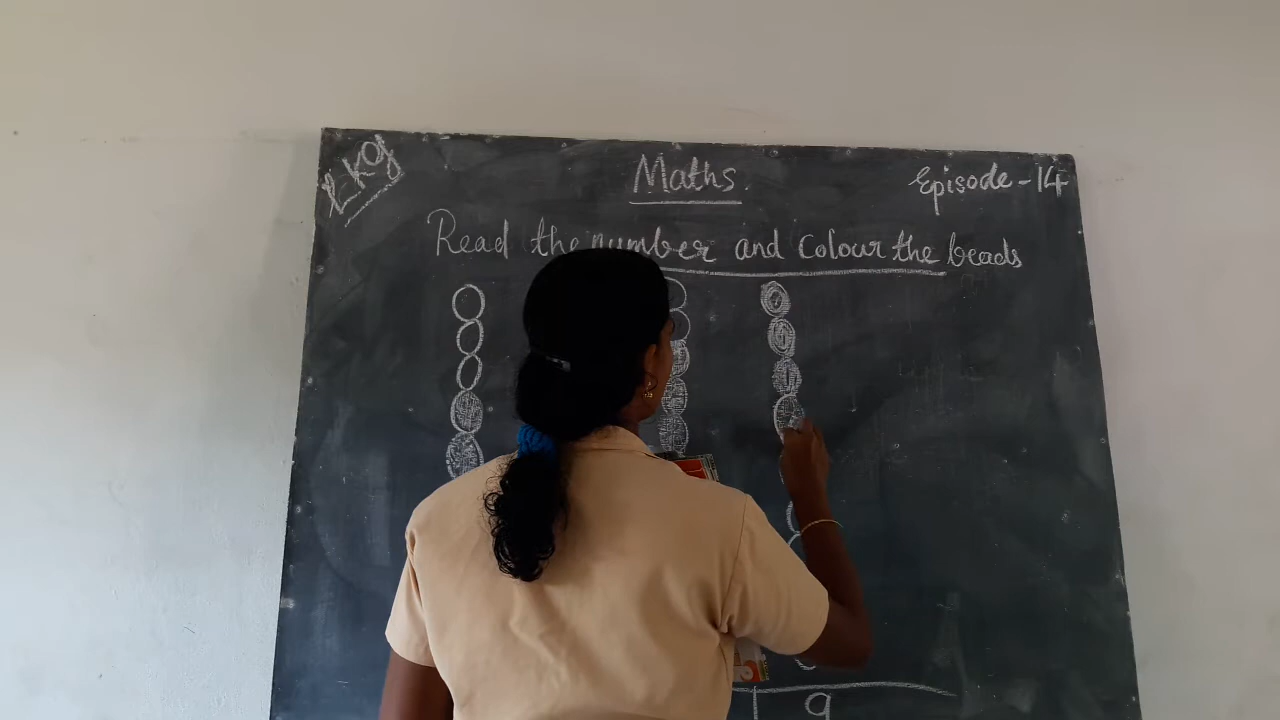 LKG
Maths.
Episode-14
Read the number and colour the beads
9